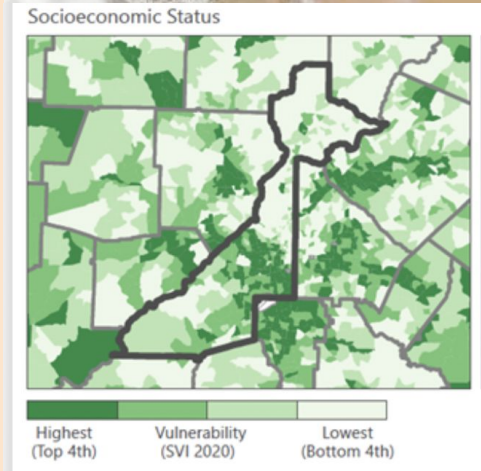 Socioeconomic Status
Highest
(Top 4th)
Vulnerability
(SVI 2020)
Lowest
(Bottom 4th)